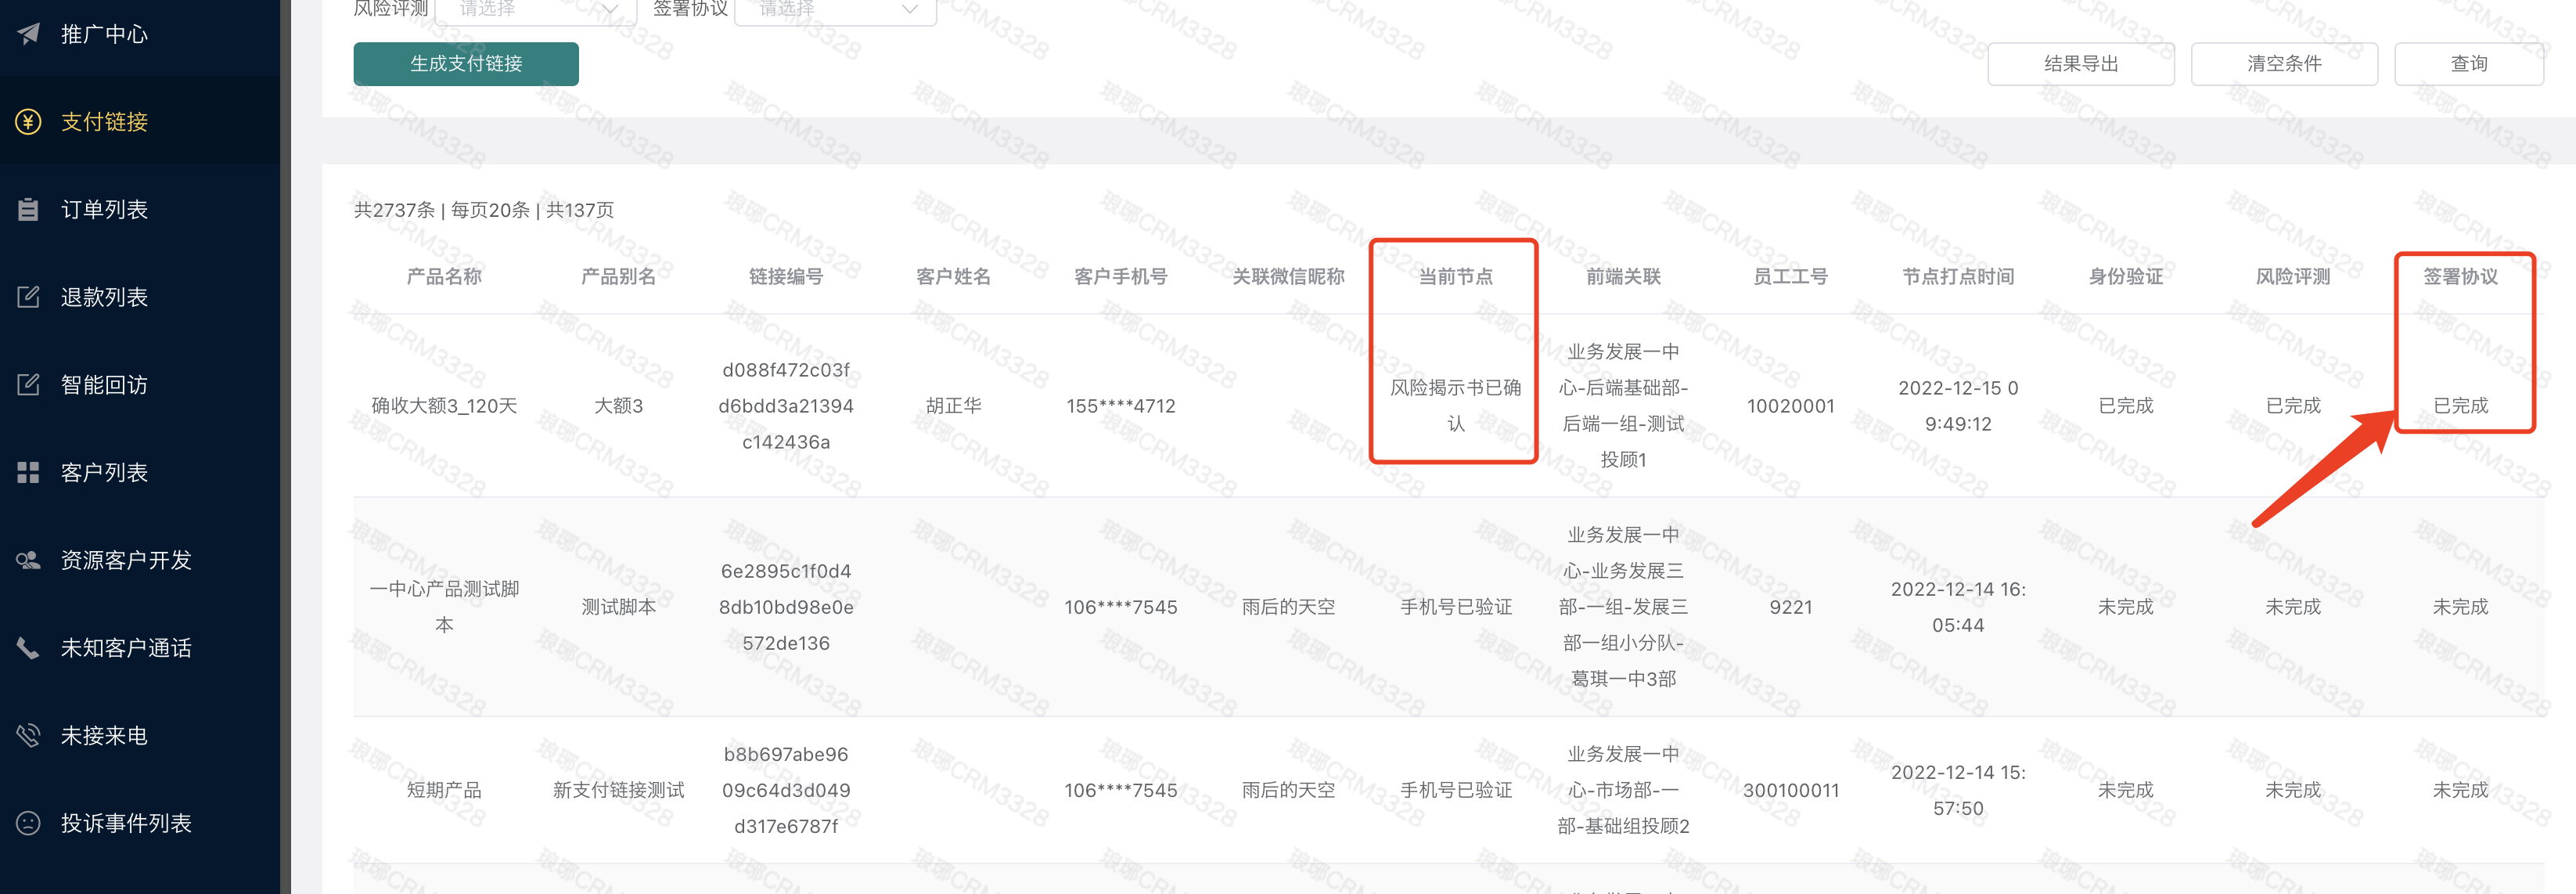 推广中心
支付链接
订单列表
退款列表
智能回访
客户列表
资源客户开发
未知客户通话
未接来电
投诉事件列表
风险评测 请选择 签署协议 请选择
生成支付链接 结果导出 清空条件 查询
共2737条 | 每页20条 | 共137页
产品名称 产品别名 链接编号 客户姓名 客户手机号 关联微信昵称 当前节点 前端关联 员工工号 节点打点时间 身份验证 风险评测 签署协议
确收大额3_120天
大额3
d088f472c03f
d6bdd3a21394
c142436a
胡正华
155****4712
风险揭示书已确
认
业务发展一中
心-后端基础部-
后端一组-测试
投顾1
10020001
2022-12-15 0
9:49:12
已完成
已完成
已完成
一中心产品测试脚
本
测试脚本
6e2895c1f0d4
8db10bd98e0e
572de136
106****7545
雨后的天空
手机号已验证
业务发展一中
心-业务发展三
部-一组-发展三
部一组小分队-
葛琪一中3部
9221
2022-12-14 16:
05:44
未完成
未完成
未完成
短期产品
新支付链接测试
b8b697abe96
09c64d3d049
d317e6787f
106****7545
雨后的天空
手机号已验证
业务发展一中
心-市场部-一
部-基础组投顾2
300100011
2022-12-14 15:
57:50
未完成
未完成
未完成
琅琊CRM3328